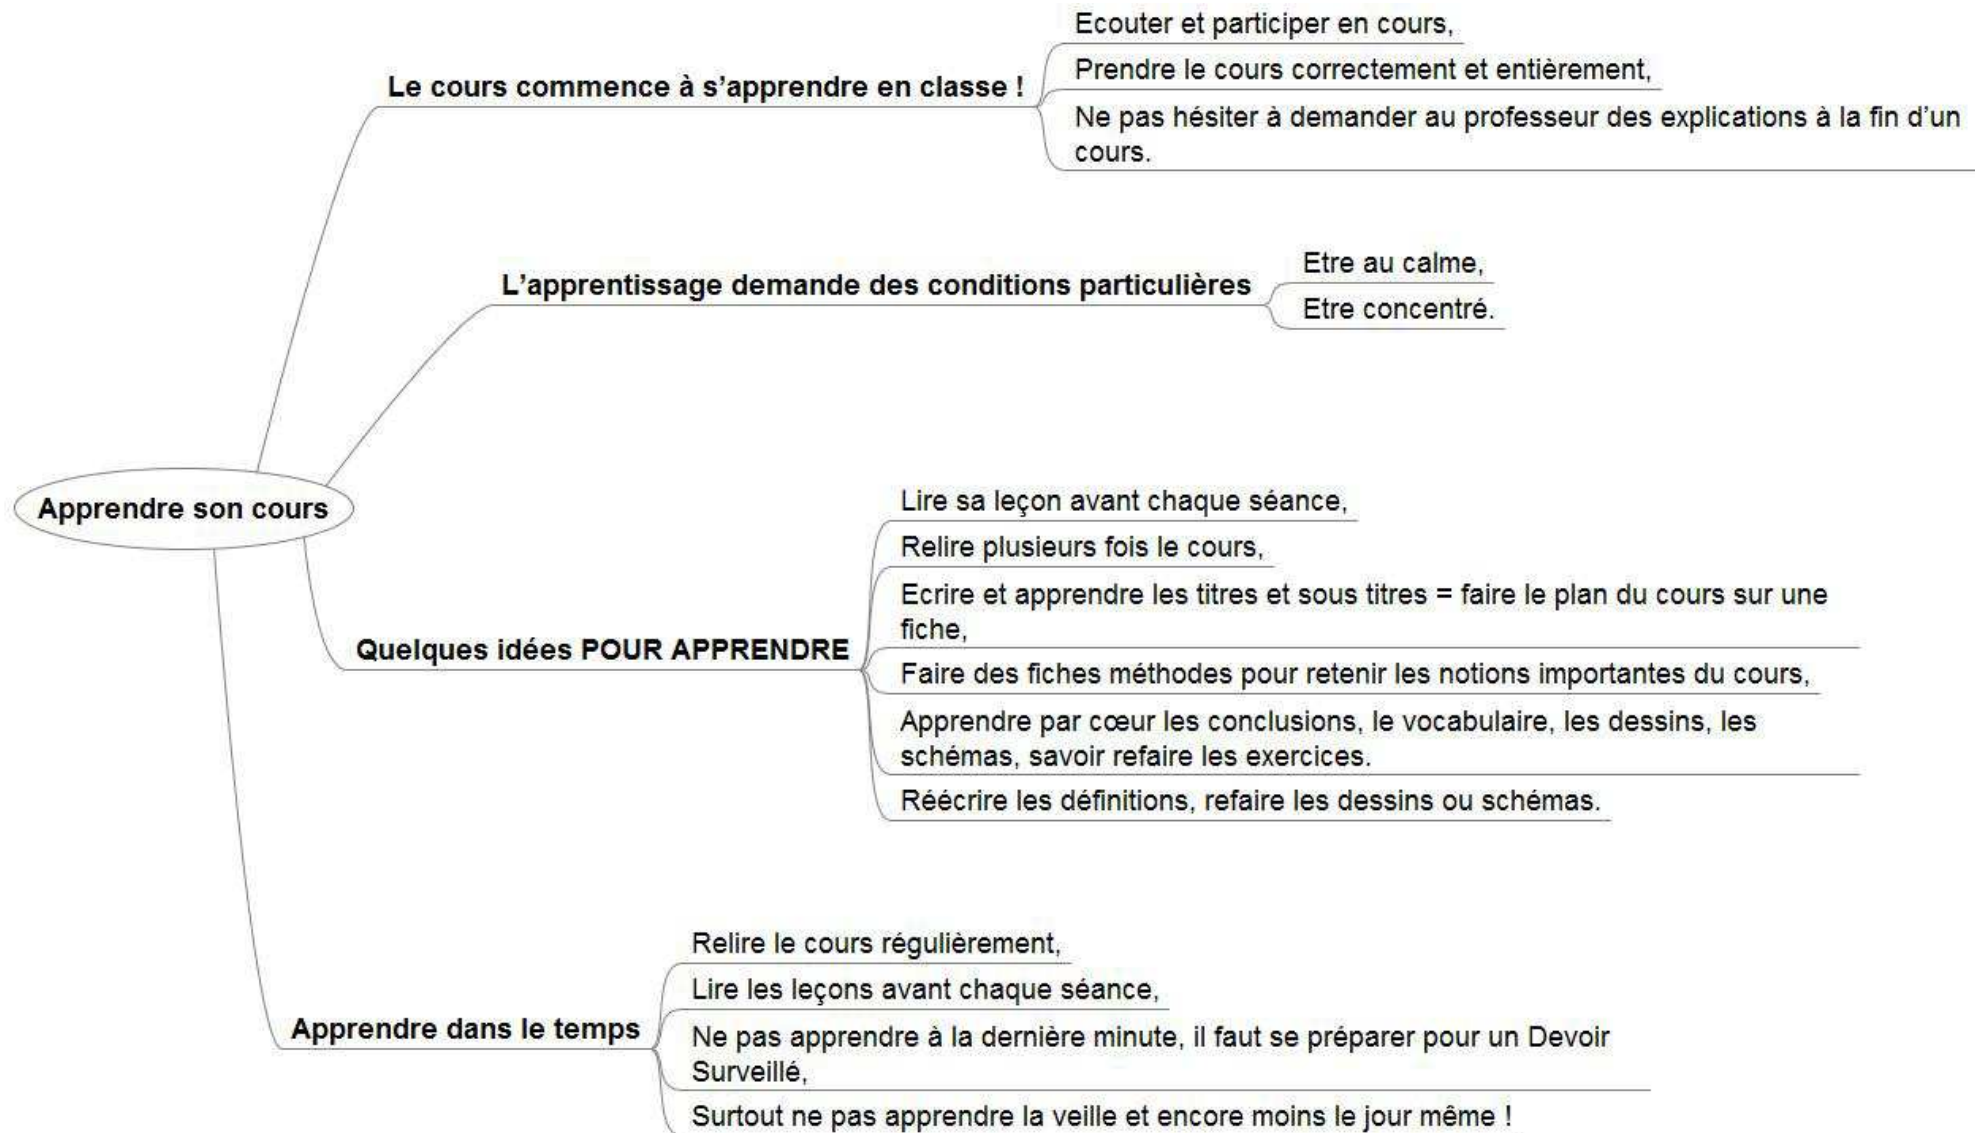 Apprendre son cours
Le cours commence à s’apprendre en classe !
Ecouter et participer en cours,
Prendre le cours correctement et entièrement,
Ne pas hésiter à demander au professeur des explications à la fin d’un
cours.
L’apprentissage demande des conditions particulières
Etre au calme,
Etre concentré.
Quelques idées POUR APPRENDRE
Lire sa leçon avant chaque séance,
Relire plusieurs fois le cours,
Ecrire et apprendre les titres et sous titres = faire le plan du cours sur une
fiche,
Faire des fiches méthodes pour retenir les notions importantes du cours,
Apprendre par cœur les conclusions, le vocabulaire, les dessins, les
schémas, savoir refaire les exercices.
Réécrire les définitions, refaire les dessins ou schémas.
Apprendre dans le temps
Relire le cours régulièrement,
Lire les leçons avant chaque séance,
Ne pas apprendre à la dernière minute, il faut se préparer pour un Devoir
Surveillé,
Surtout ne pas apprendre la veille et encore moins le jour même !